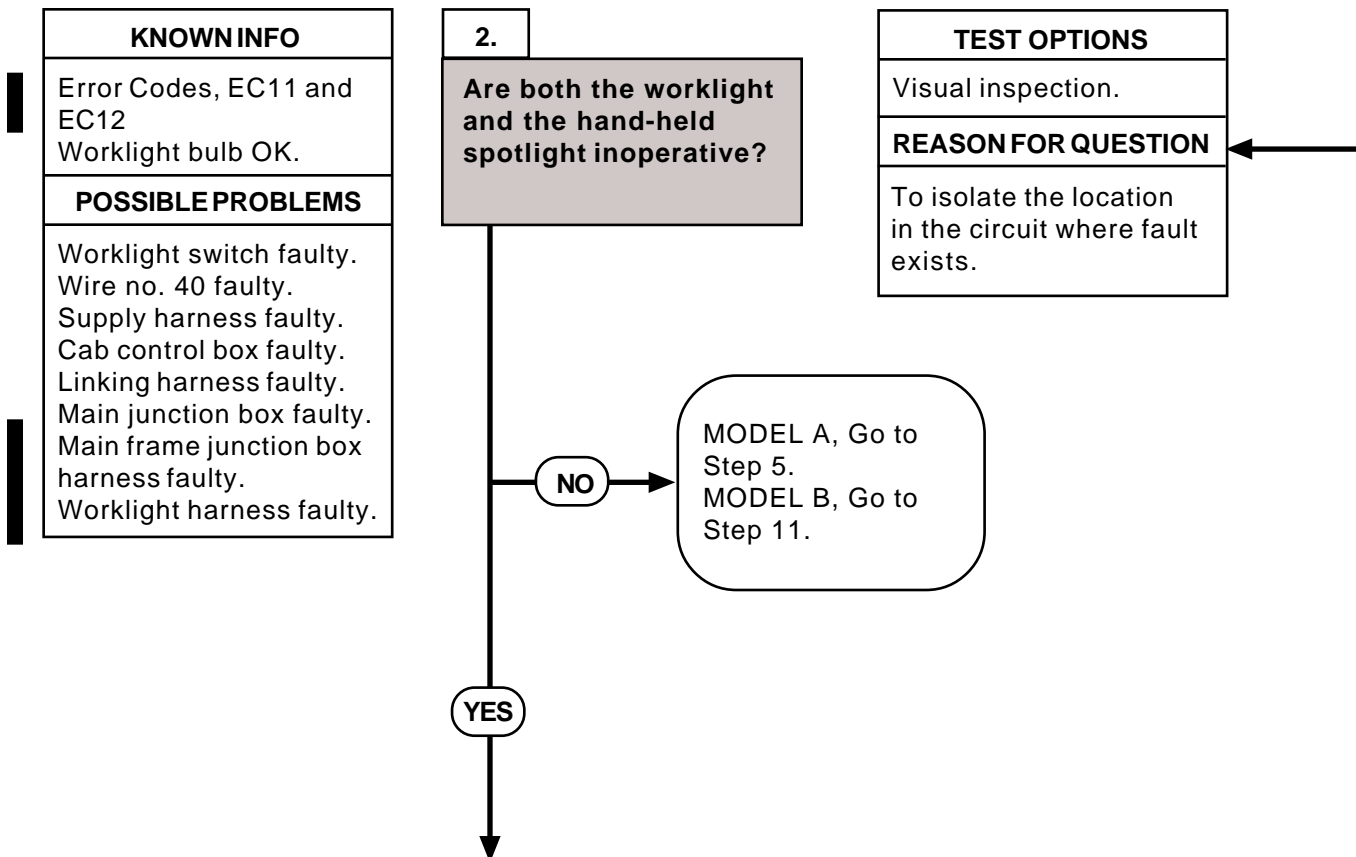 KNOWN INFO
Error Codes, EC11 and
EC12
Worklight bulb OK.
POSSIBLE PROBLEMS
Worklight switch faulty.
Wire no. 40 faulty.
Supply harness faulty.
Cab control box faulty.
Linking harness faulty.
Main junction box faulty.
Main frame junction box
harness faulty.
Worklight harness faulty.
2.
Are both the worklight
and the hand-held
spotlight inoperative?
TEST OPTIONS
Visual inspection.
REASON FOR QUESTION
To isolate the location
in the circuit where fault
exists.
NO
MODEL A, Go to
Step 5.
MODEL B, Go to
Step 11.
YES